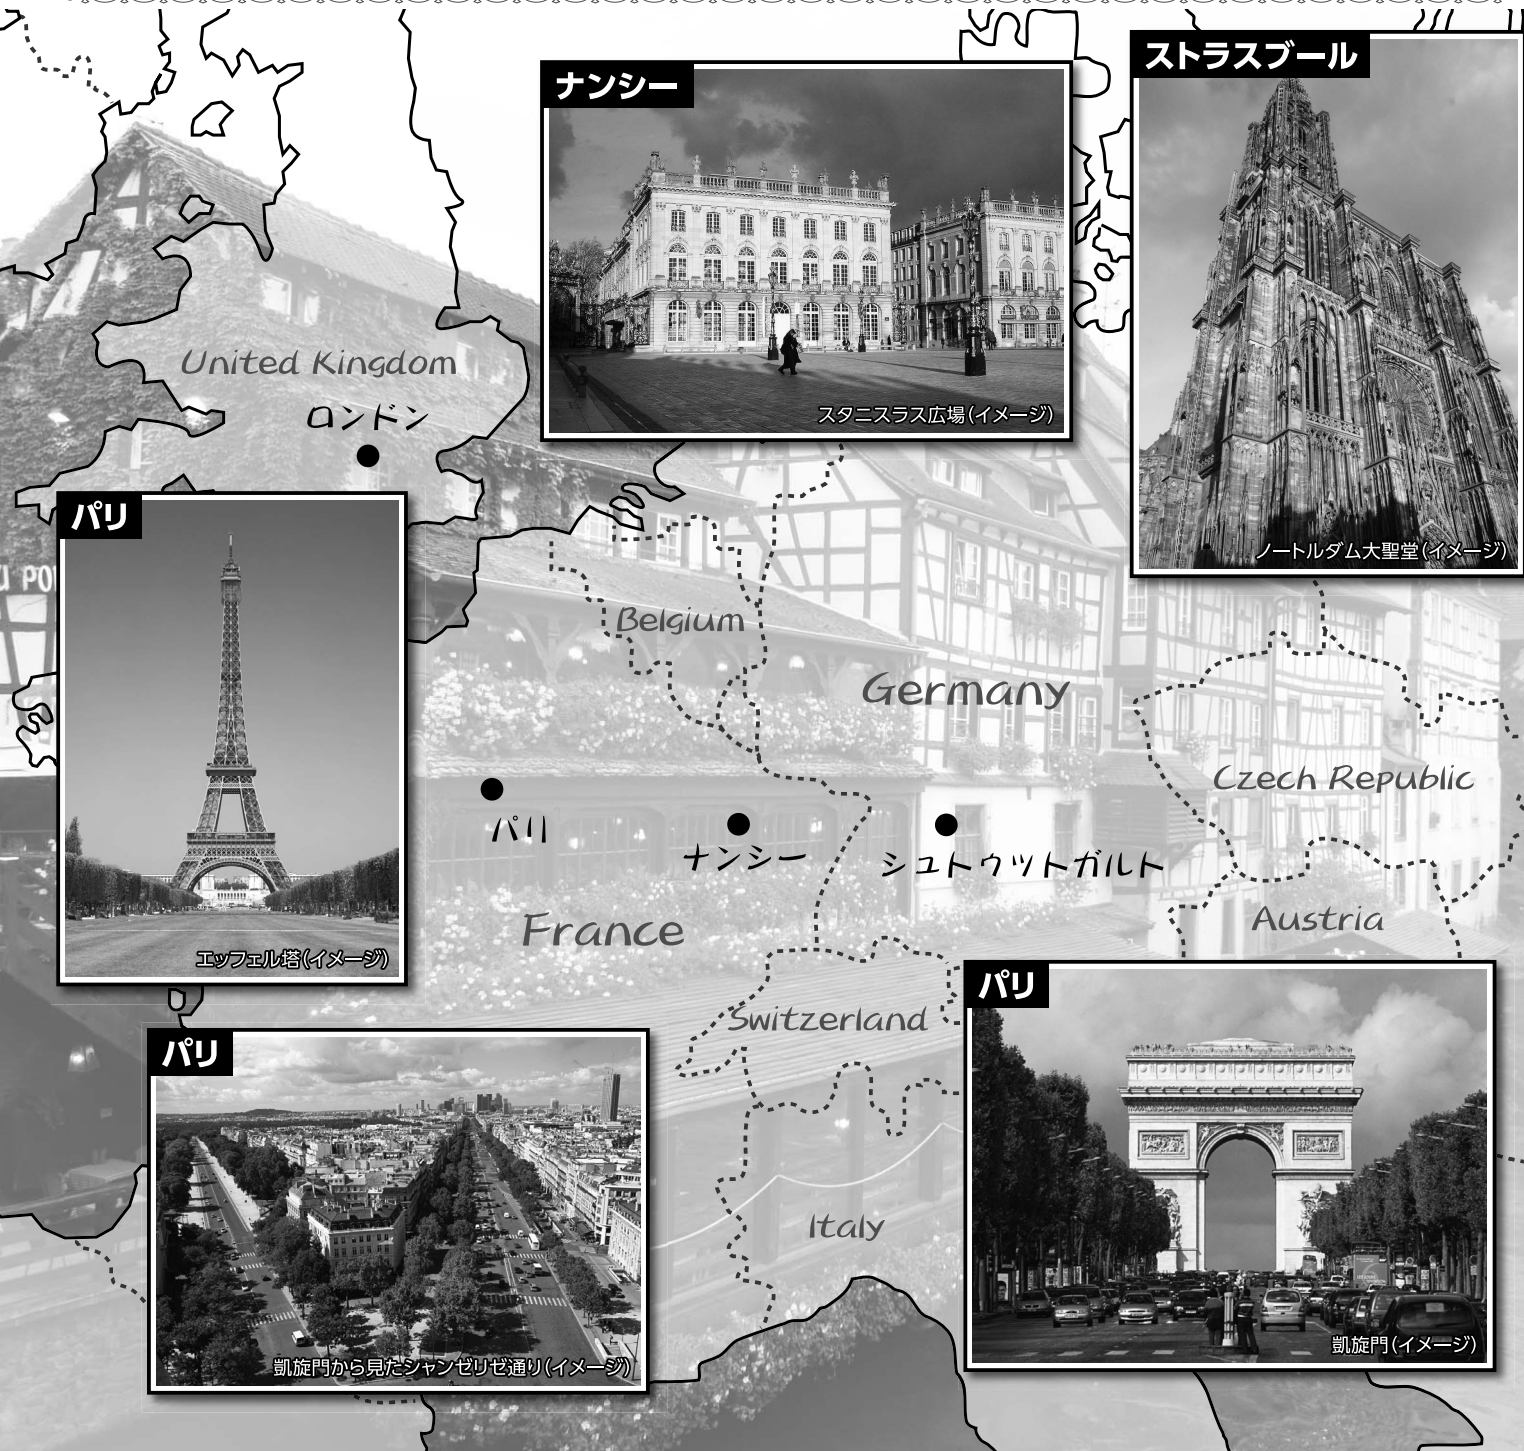 ナンシー
スタニスラス広場(イメージ)
ストラスブール
ノートルダム大聖堂(イメージ)
United Kingdom
ロンドン
パリ
エッフェル塔(イメージ)
Belgium
Germany
Czech Republic
パリ
ナンシー
シュトゥットガルト
France
Austria
Switzerland
Italy
パリ
凱旋門から見たシャンゼリゼ通り(イメージ)
パリ
凱旋門(イメージ)